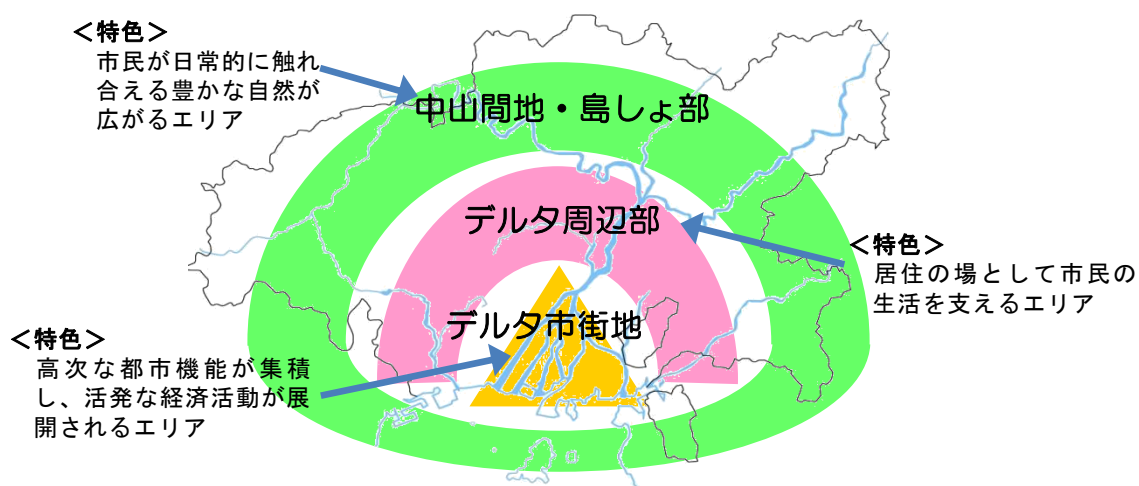 ＜特色＞
市民が日常的に触れ
合える豊かな自然が
広がるエリア
中山間地・島しょ部
デルタ周辺部
＜特色＞
居住の場として市民の
生活を支えるエリア
デルタ市街地
＜特色＞
高次な都市機能が集積
し、活発な経済活動が展
開されるエリア